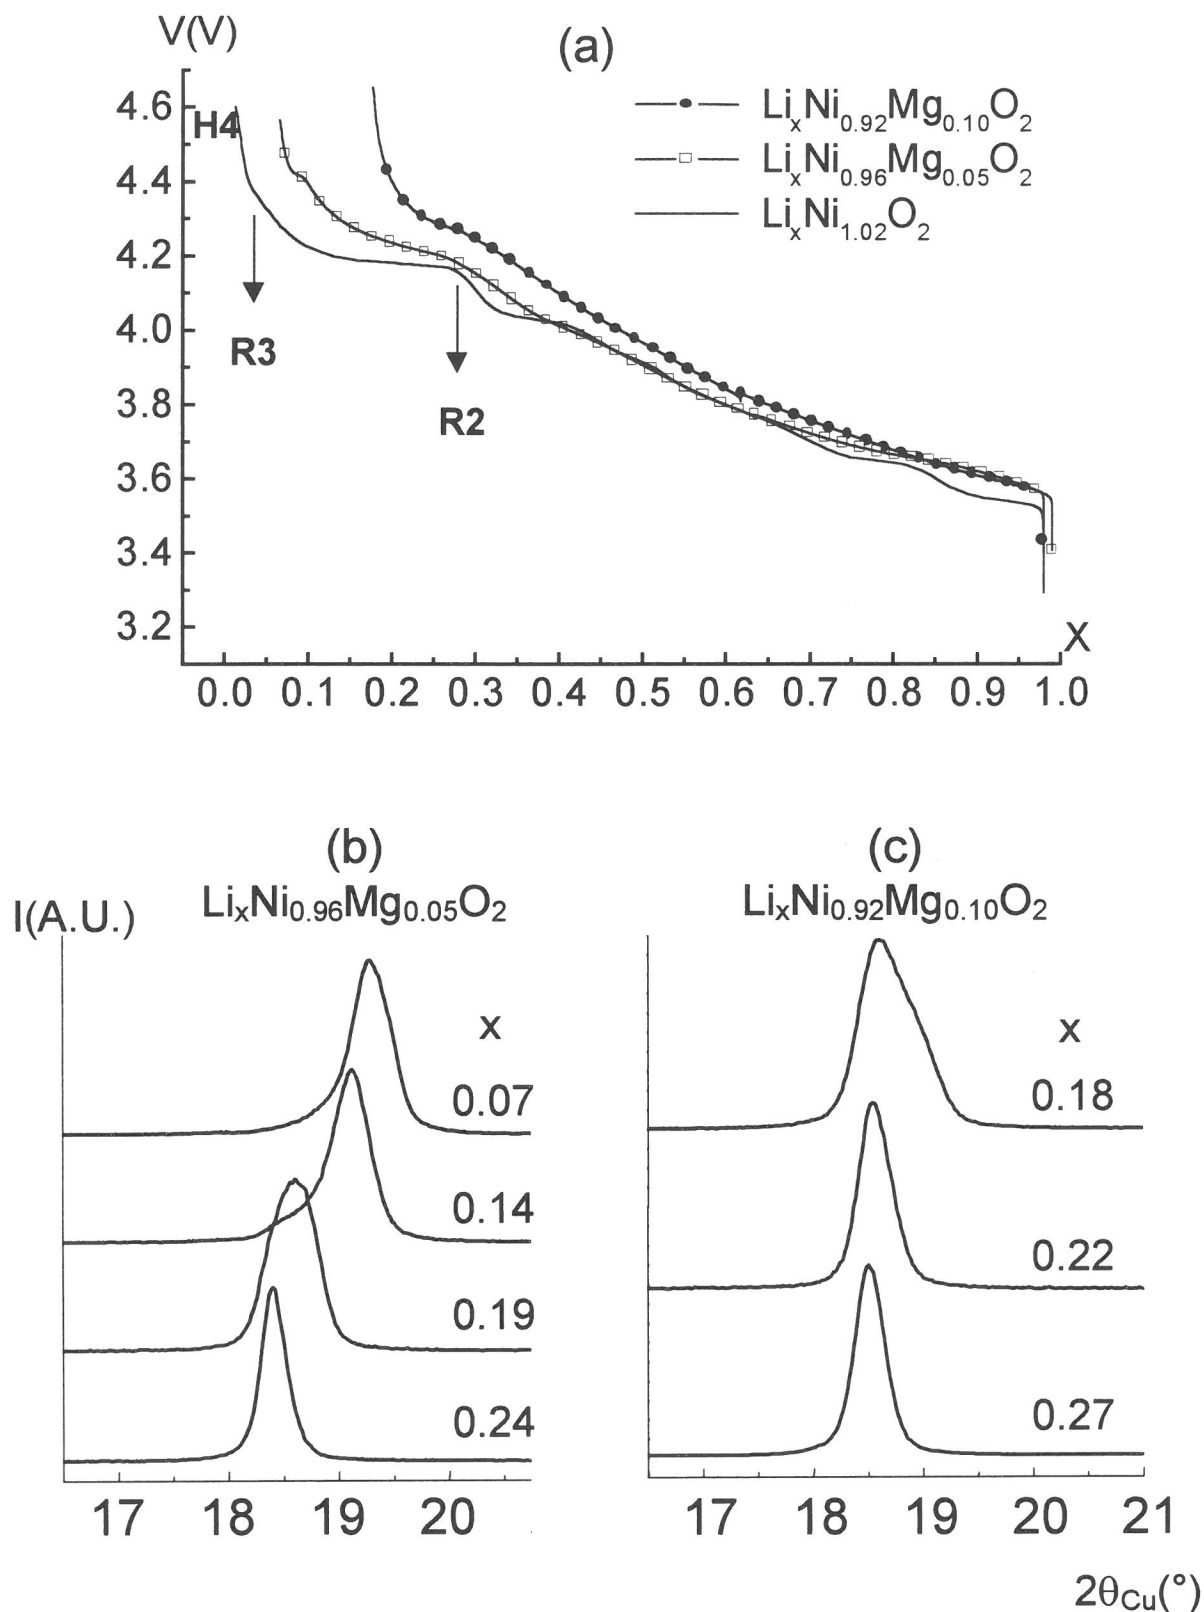 V(V)
(a)
4.6
4.4
4.2
4.0
3.8
3.6
3.4
3.2
H4
R3
R2
LiₓNi₀.₉₂Mg₀.₁₀O₂
LiₓNi₀.₉₆Mg₀.₀₅O₂
LiₓNi₁.₀₂O₂
X
0.0 0.1 0.2 0.3 0.4 0.5 0.6 0.7 0.8 0.9 1.0
(b)
LiₓNi₀.₉₆Mg₀.₀₅O₂
I(A.U.)
x
0.07
0.14
0.19
0.24
17 18 19 20
(c)
LiₓNi₀.₉₂Mg₀.₁₀O₂
x
0.18
0.22
0.27
17 18 19 20 21
2θCu(°)